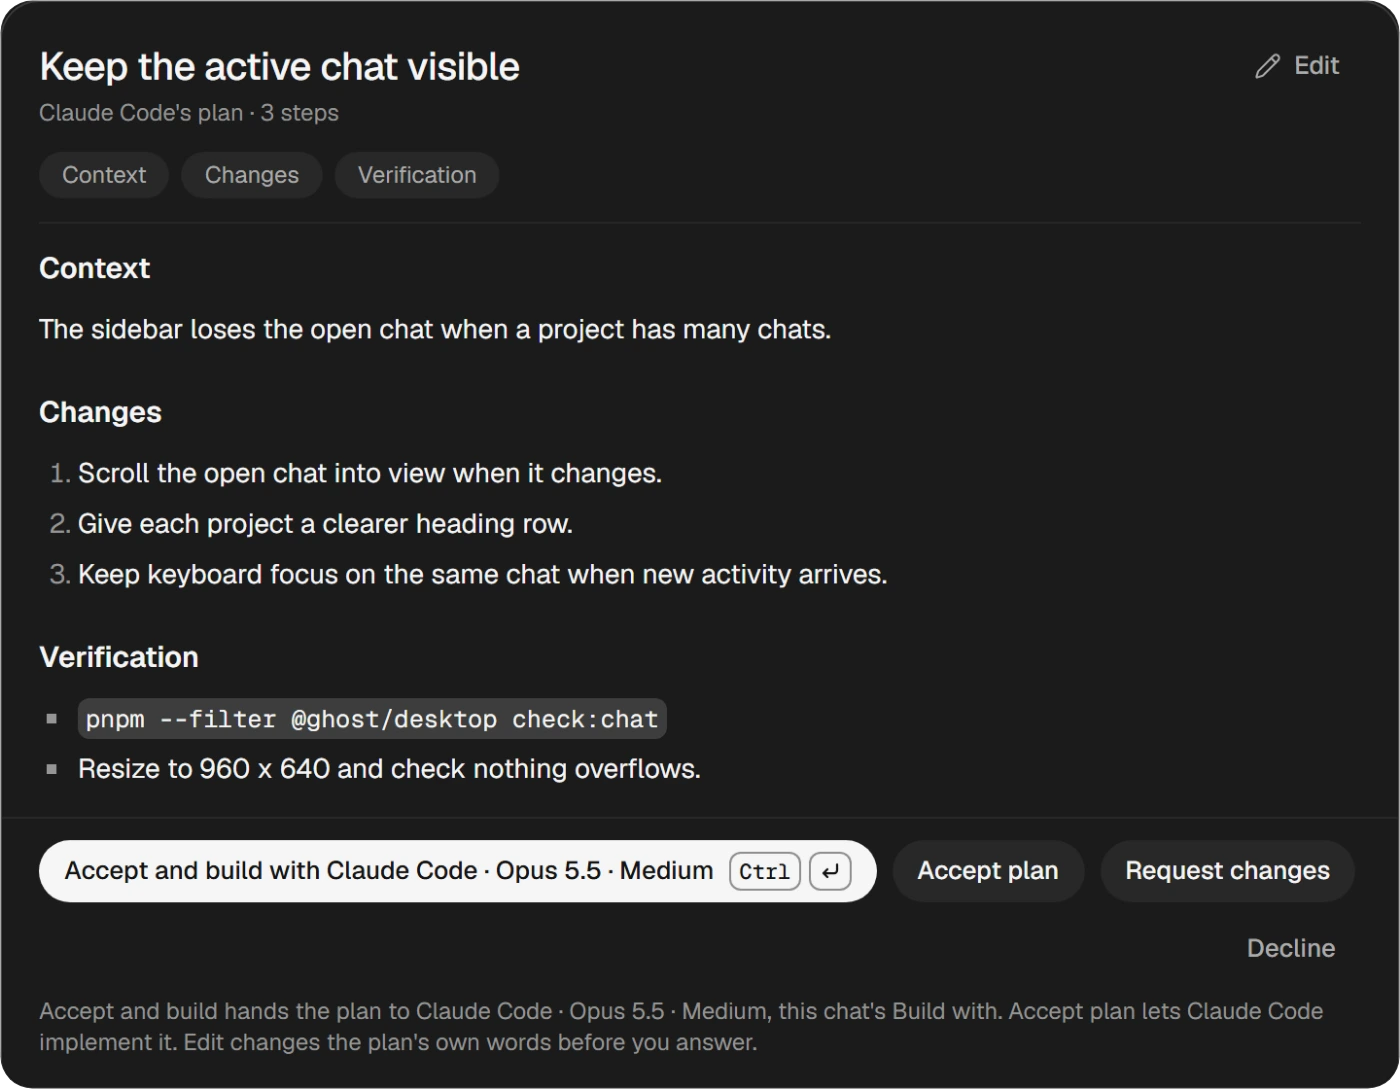 Keep the active chat visible
Edit
Claude Code's plan · 3 steps
Context
Changes
Verification
Context
The sidebar loses the open chat when a project has many chats.
Changes
1. Scroll the open chat into view when it changes.
2. Give each project a clearer heading row.
3. Keep keyboard focus on the same chat when new activity arrives.
Verification
pnpm --filter @ghost/desktop check:chat
Resize to 960 x 640 and check nothing overflows.
Accept and build with Claude Code · Opus 5.5 · Medium Ctrl ↵
Accept plan
Request changes
Decline
Accept and build hands the plan to Claude Code · Opus 5.5 · Medium, this chat's Build with. Accept plan lets Claude Code
implement it. Edit changes the plan's own words before you answer.